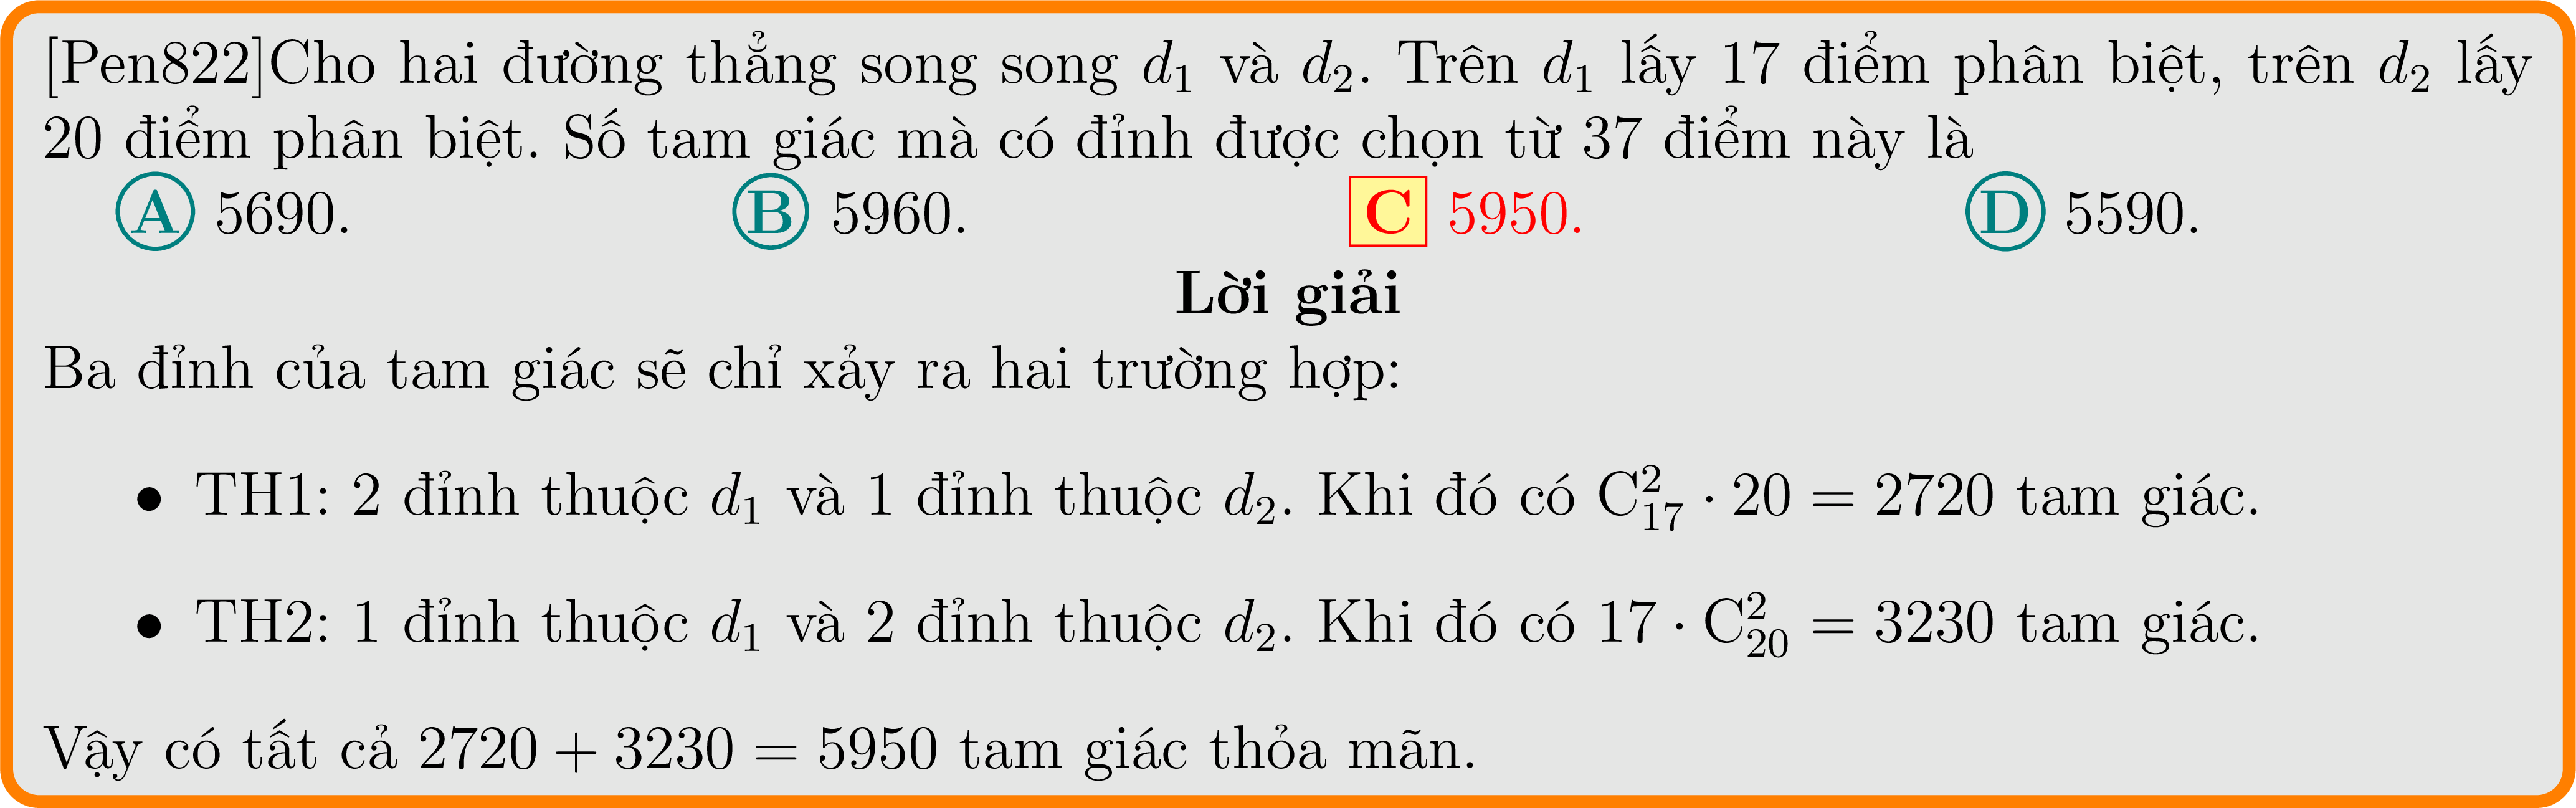 [Pen822]Cho hai đường thẳng song song $d_1$ và $d_2$. Trên $d_1$ lấy 17 điểm phân biệt, trên $d_2$ lấy
20 điểm phân biệt. Số tam giác mà có đỉnh được chọn từ 37 điểm này là
A 5690. B 5960. C 5950. D 5590.
Lời giải
Ba đỉnh của tam giác sẽ chỉ xảy ra hai trường hợp:
• TH1: 2 đỉnh thuộc $d_1$ và 1 đỉnh thuộc $d_2$. Khi đó có $\mathrm{C}_{17}^2 \cdot 20 = 2720$ tam giác.
• TH2: 1 đỉnh thuộc $d_1$ và 2 đỉnh thuộc $d_2$. Khi đó có $17 \cdot \mathrm{C}_{20}^2 = 3230$ tam giác.
Vậy có tất cả $2720 + 3230 = 5950$ tam giác thỏa mãn.